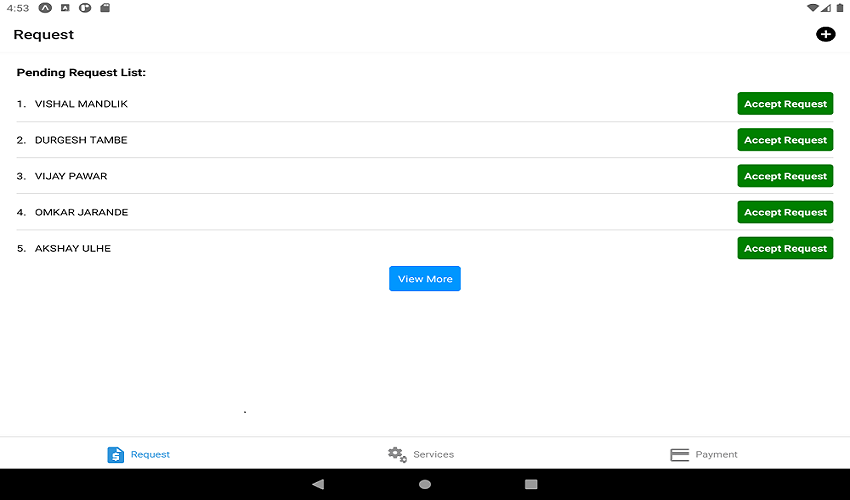 4:53
Request
Pending Request List:
1. VISHAL MANDLIK Accept Request
2. DURGESH TAMBE Accept Request
3. VIJAY PAWAR Accept Request
4. OMKAR JARANDE Accept Request
5. AKSHAY ULHE Accept Request
View More
Request Services Payment